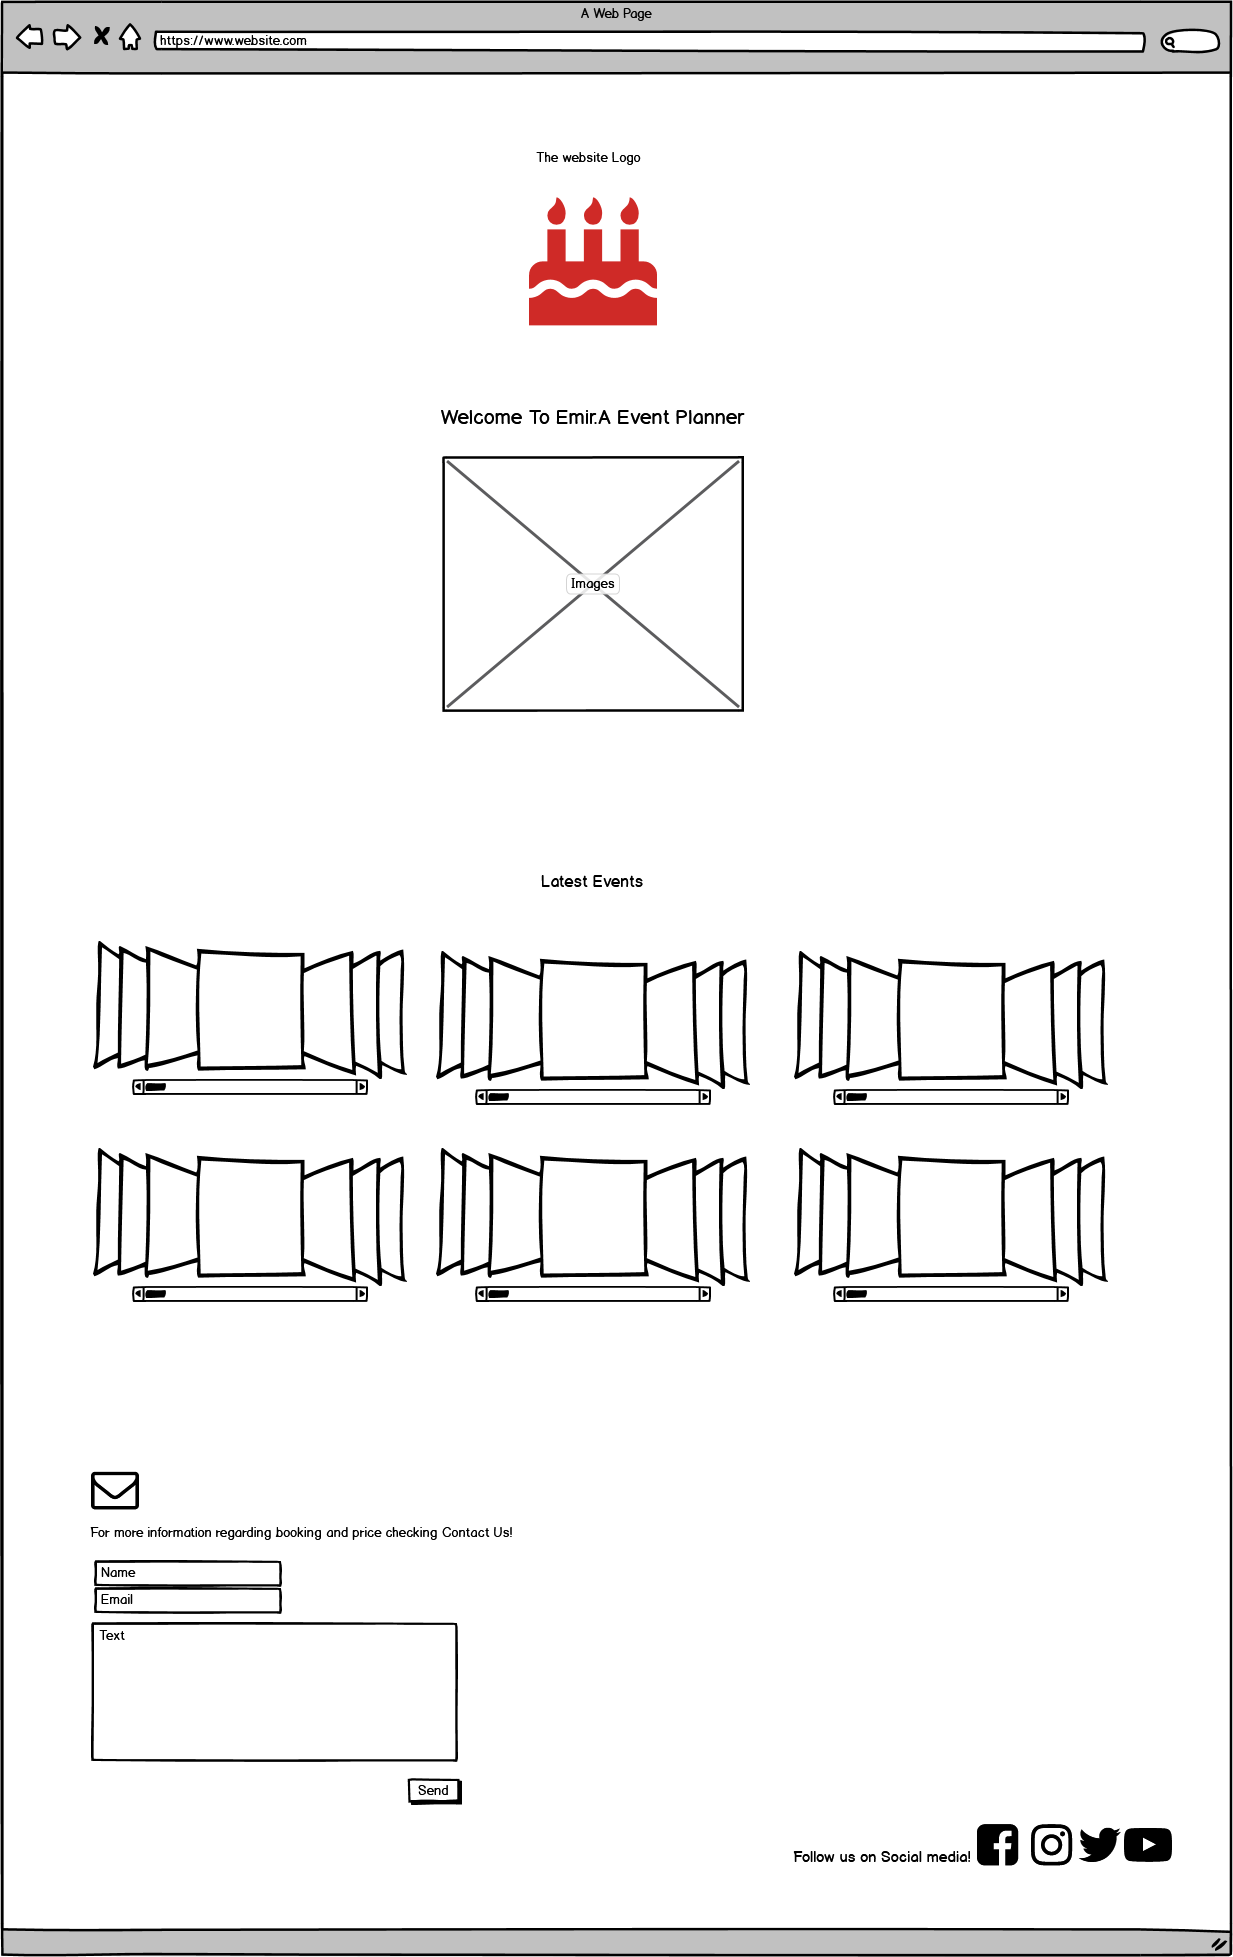 A Web Page
https://www.website.com
The website Logo
Welcome To Emir.A Event Planner
Images
Latest Events
For more information regarding booking and price checking Contact Us!
Name
Email
Text
Send
Follow us on Social media!